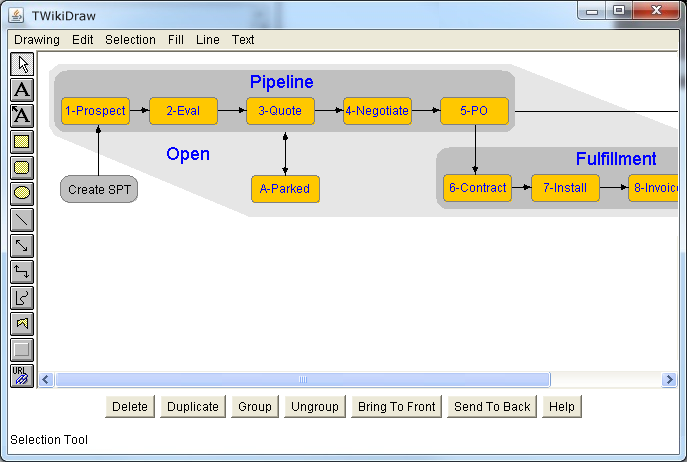 TWikiDraw
Drawing Edit Selection Fill Line Text
A
A
URL
Pipeline
1-Prospect 2-Eval 3-Quote 4-Negotiate 5-PO
Open
Fulfillment
Create SPT A-Parked 6-Contract 7-Install 8-Invoice
Delete Duplicate Group Ungroup Bring To Front Send To Back Help
Selection Tool